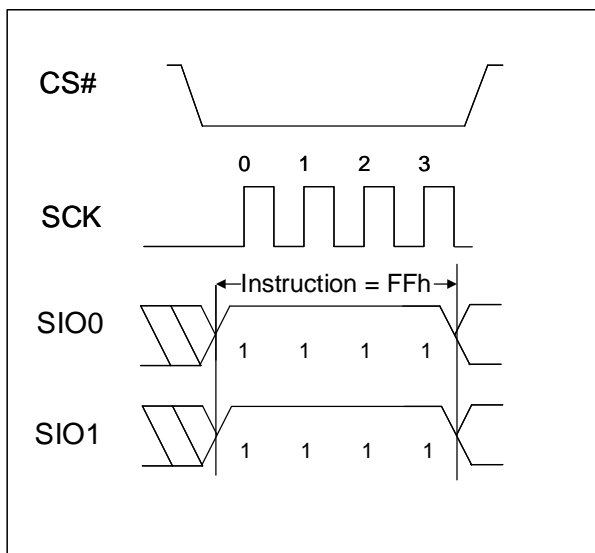 CS#
0 1 2 3
SCK
Instruction = FFh
SIO0
1 1 1 1
SIO1
1 1 1 1